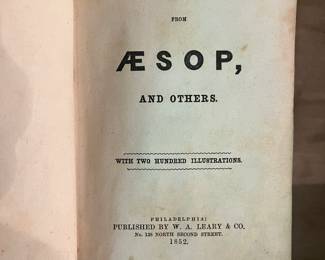 FROM
ÆSOP,
AND OTHERS.
WITH TWO HUNDRED ILLUSTRATIONS.
PHILADELPHIA:
PUBLISHED BY W. A. LEARY & CO.
No. 138 NORTH SECOND STREET.
1852.